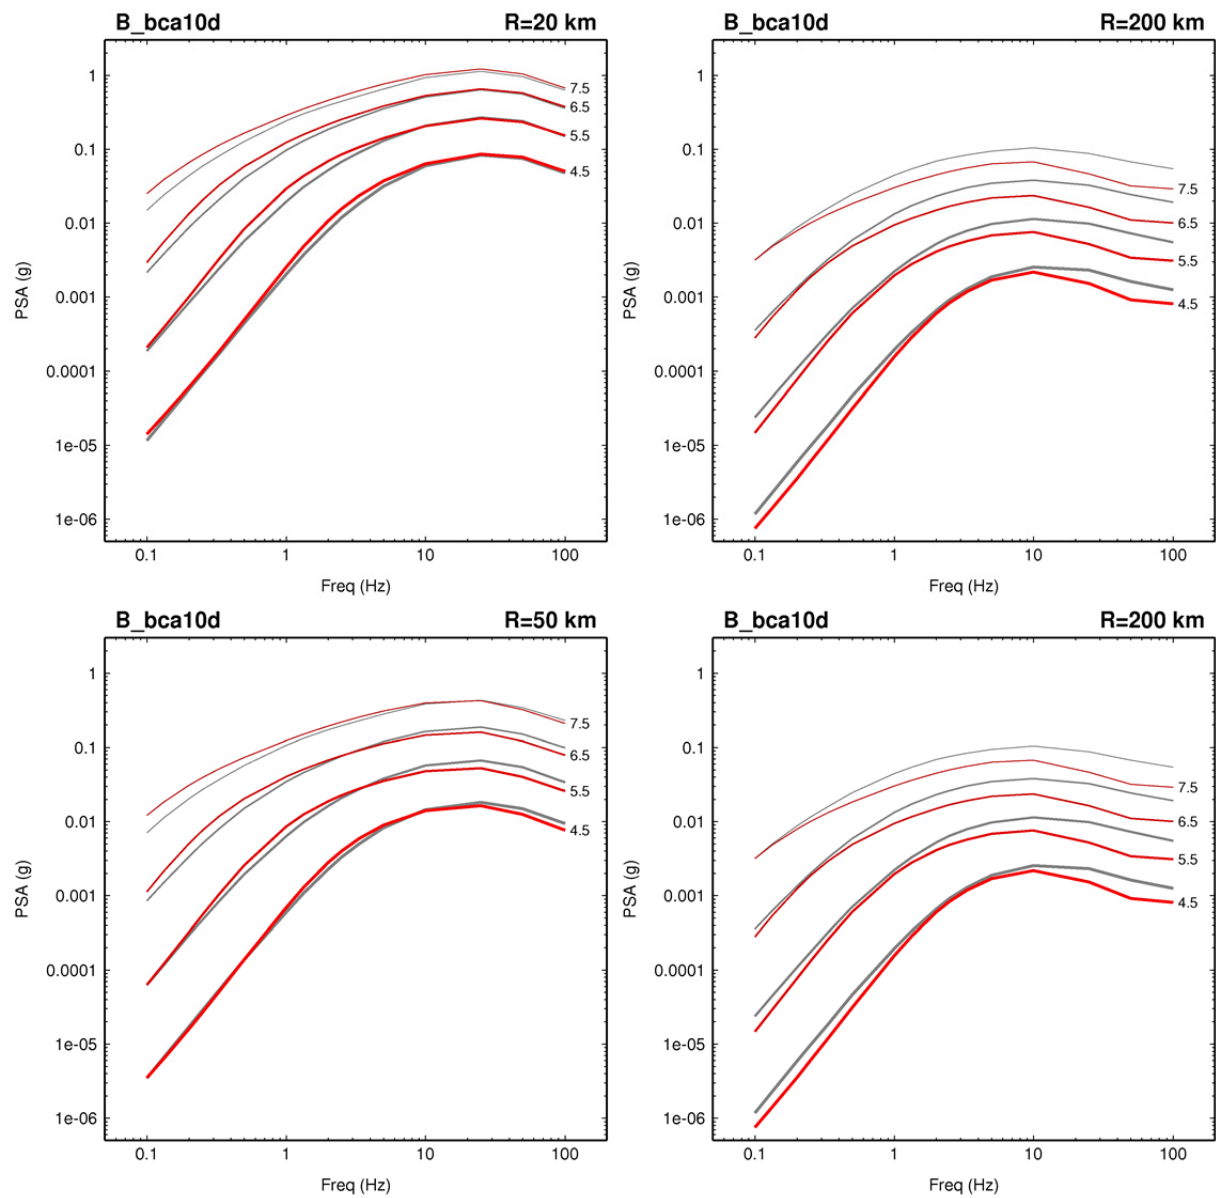 B_bca10d R=20 km
1
0.1
0.01
0.001
0.0001
1e-05
1e-06
PSA (g)
7.5
6.5
5.5
4.5
0.1 1 10 100
Freq (Hz)
B_bca10d R=200 km
1
0.1
0.01
0.001
0.0001
1e-05
1e-06
PSA (g)
7.5
6.5
5.5
4.5
0.1 1 10 100
Freq (Hz)
B_bca10d R=50 km
1
0.1
0.01
0.001
0.0001
1e-05
1e-06
PSA (g)
7.5
6.5
5.5
4.5
0.1 1 10 100
Freq (Hz)
B_bca10d R=200 km
1
0.1
0.01
0.001
0.0001
1e-05
1e-06
PSA (g)
7.5
6.5
5.5
4.5
0.1 1 10 100
Freq (Hz)